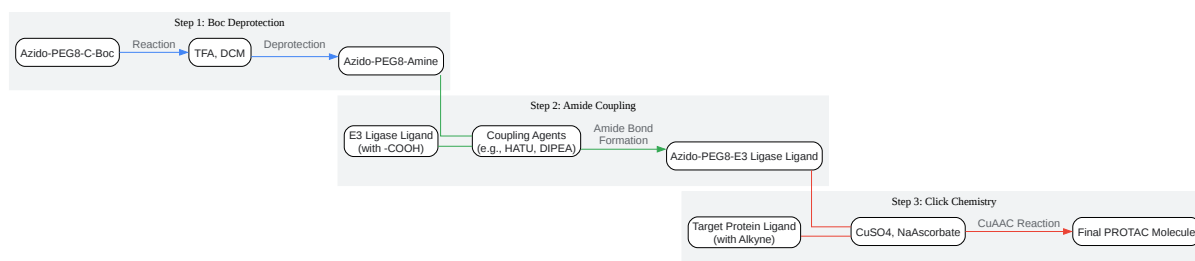 Step 1: Boc Deprotection
Azido-PEG8-C-Boc
Reaction
TFA, DCM
Deprotection
Azido-PEG8-Amine
Step 2: Amide Coupling
E3 Ligase Ligand
(with -COOH)
Coupling Agents
(e.g., HATU, DIPEA)
Amide Bond
Formation
Azido-PEG8-E3 Ligase Ligand
Step 3: Click Chemistry
Target Protein Ligand
(with Alkyne)
CuSO4, NaAscorbate
CuAAC Reaction
Final PROTAC Molecule